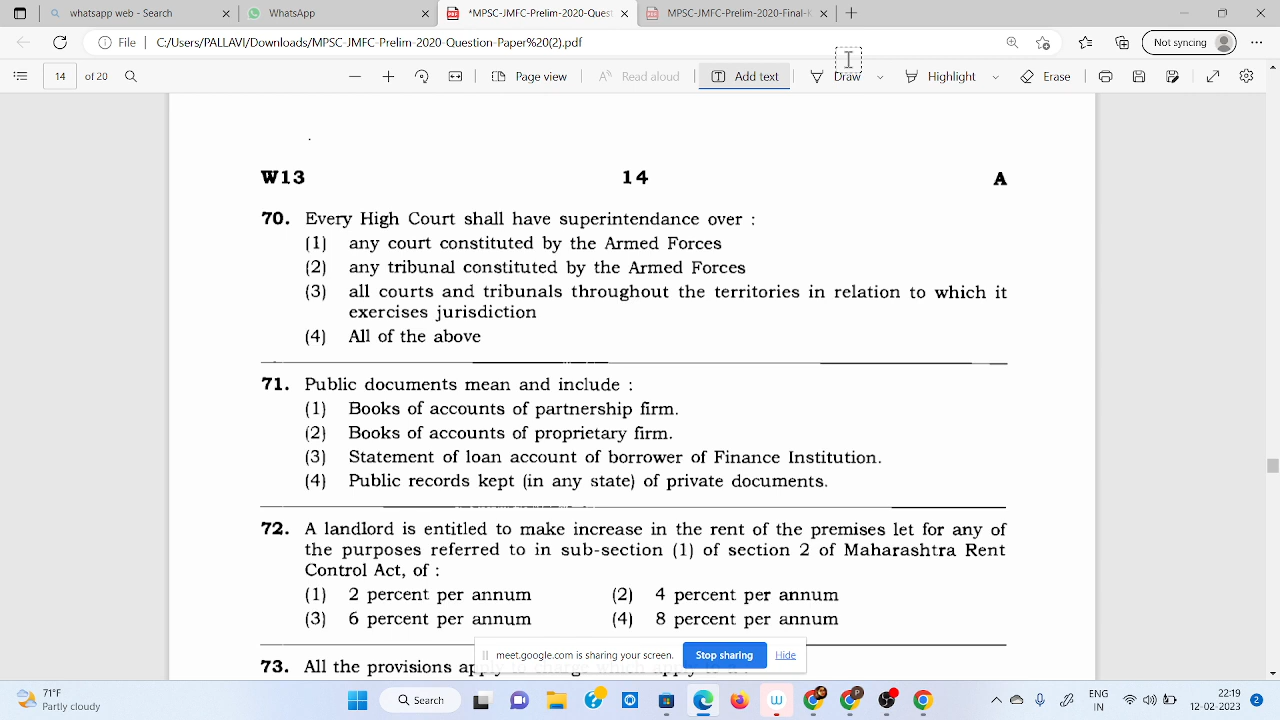 whatsapp web - Search
WhatsApp
*MPSC-JMFC-Prelim-2020-Quest
MPSC-JMFC-Prelim-2020-Final-K
File C:/Users/PALLAVI/Downloads/MPSC-JMFC-Prelim-2020-Question-Paper%20(2).pdf
Not syncing
14 of 20
Page view
Read aloud
Add text
Draw
Highlight
Erase
W13 14 A
70. Every High Court shall have superintendance over :
(1) any court constituted by the Armed Forces
(2) any tribunal constituted by the Armed Forces
(3) all courts and tribunals throughout the territories in relation to which it
exercises jurisdiction
(4) All of the above
71. Public documents mean and include :
(1) Books of accounts of partnership firm.
(2) Books of accounts of proprietary firm.
(3) Statement of loan account of borrower of Finance Institution.
(4) Public records kept (in any state) of private documents.
72. A landlord is entitled to make increase in the rent of the premises let for any of
the purposes referred to in sub-section (1) of section 2 of Maharashtra Rent
Control Act, of :
(1) 2 percent per annum (2) 4 percent per annum
(3) 6 percent per annum (4) 8 percent per annum
meet.google.com is sharing your screen. Stop sharing Hide
73. All the provisions
71°F
Partly cloudy
Search
ENG
IN
22:19
12-02-2023
2